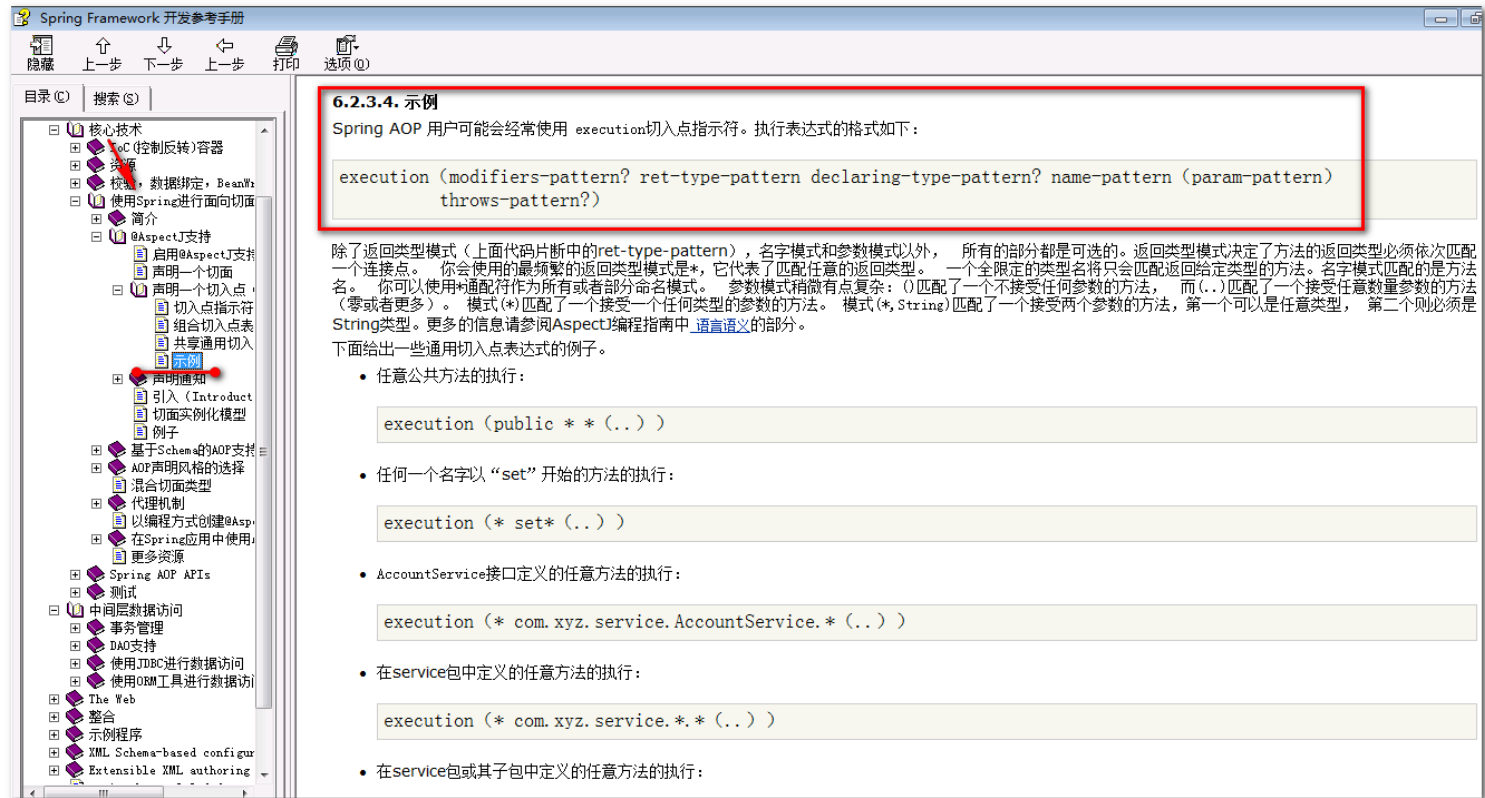 Spring Framework 开发参考手册
隐藏 上一步 下一步 上一步 打印 选项(O)
目录(C) 搜索(S)
核心技术
IoC(控制反转)容器
资源
校验，数据绑定，BeanWr
使用Spring进行面向切面
简介
@AspectJ支持
启用@AspectJ支持
声明一个切面
声明一个切入点（
切入点指示符
组合切入点表
共享通用切入
示例
声明通知
引入（Introduct
切面实例化模型
例子
基于Schema的AOP支持
AOP声明风格的选择
混合切面类型
代理机制
以编程方式创建@Asp
在Spring应用中使用
更多资源
Spring AOP APIs
测试
中间层数据访问
事务管理
DAO支持
使用JDBC进行数据访问
使用ORM工具进行数据访
The Web
整合
示例程序
XML Schema-based configur
Extensible XML authoring
6.2.3.4. 示例
Spring AOP 用户可能会经常使用 execution切入点指示符。执行表达式的格式如下：
execution（modifiers-pattern? ret-type-pattern declaring-type-pattern? name-pattern（param-pattern）
throws-pattern?）
除了返回类型模式（上面代码片断中的ret-type-pattern），名字模式和参数模式以外， 所有的部分都是可选的。返回类型模式决定了方法的返回类型必须依次匹配
一个连接点。 你会使用的最频繁的返回类型模式是*，它代表了匹配任意的返回类型。 一个全限定的类型名将只会匹配返回给定类型的方法。名字模式匹配的是方法
名。 你可以使用*通配符作为所有或者部分命名模式。 参数模式稍微有点复杂：()匹配了一个不接受任何参数的方法， 而(..)匹配了一个接受任意数量参数的方法
（零或者更多）。 模式(*)匹配了一个接受一个任何类型的参数的方法。 模式(*,String)匹配了一个接受两个参数的方法，第一个可以是任意类型， 第二个则必须是
String类型。更多的信息请参阅AspectJ编程指南中 语言语义的部分。
下面给出一些通用切入点表达式的例子。
• 任意公共方法的执行：
execution（public * *（..））
• 任何一个名字以“set”开始的方法的执行：
execution（* set*（..））
• AccountService接口定义的任意方法的执行：
execution（* com.xyz.service.AccountService.*（..））
• 在service包中定义的任意方法的执行：
execution（* com.xyz.service.*.*（..））
• 在service包或其子包中定义的任意方法的执行：